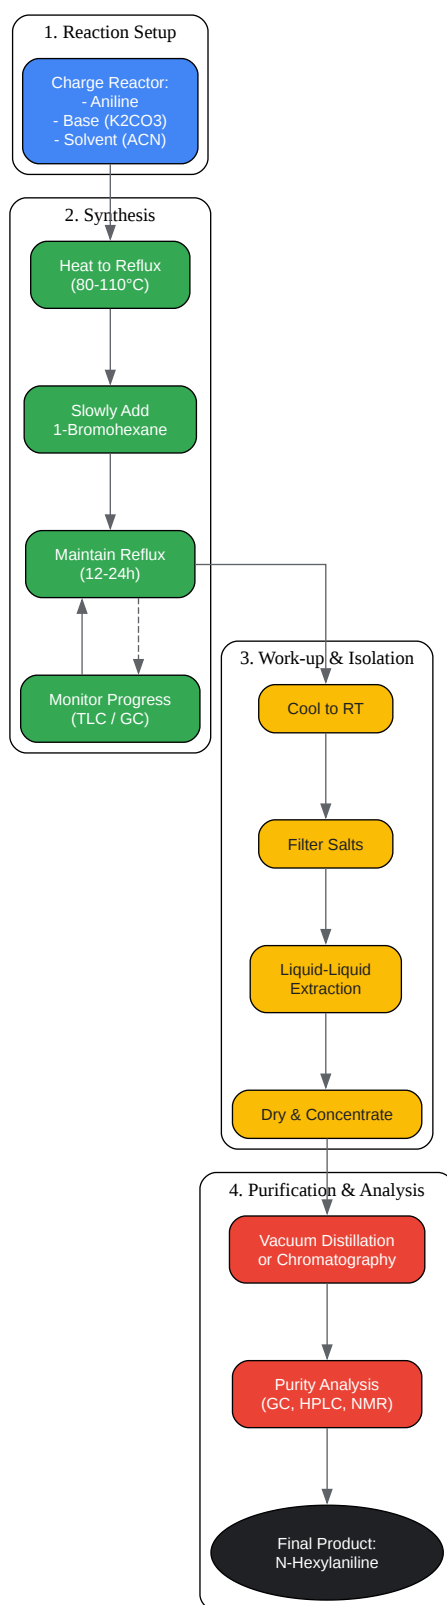 1. Reaction Setup
Charge Reactor:
- Aniline
- Base (K2CO3)
- Solvent (ACN)
2. Synthesis
Heat to Reflux
(80-110°C)
Slowly Add
1-Bromohexane
Maintain Reflux
(12-24h)
Monitor Progress
(TLC / GC)
3. Work-up & Isolation
Cool to RT
Filter Salts
Liquid-Liquid
Extraction
Dry & Concentrate
4. Purification & Analysis
Vacuum Distillation
or Chromatography
Purity Analysis
(GC, HPLC, NMR)
Final Product:
N-Hexylaniline